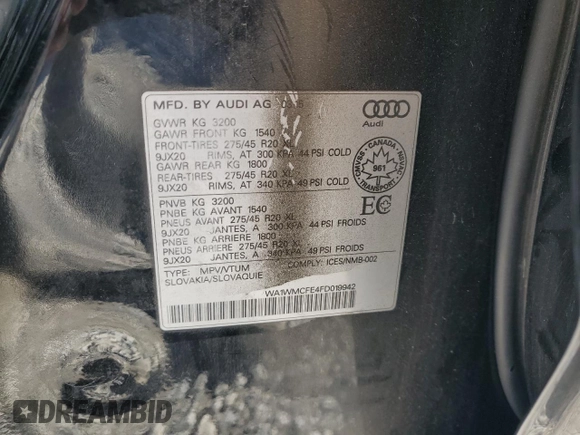 MFD. BY AUDI AG
Audi
GVWR KG 3200
GAWR FRONT KG 1540
FRONT-TIRES 275/45 R20 XL
9JX20 RIMS, AT 300 KPA 44 PSI COLD
GAWR REAR KG 1800
REAR-TIRES 275/45 R20 XL
9JX20 RIMS, AT 340 KPA 49 PSI COLD
CMVSS - CANADA - NSVAC
961
TRANSPORT
PNVB KG 3200
PNBE KG AVANT 1540
PNEUS AVANT 275/45 R20 XL
9JX20 JANTES, A 300 KPA 44 PSI FROIDS
PNBE KG ARRIERE 1800
PNEUS ARRIERE 275/45 R20 XL
9JX20 JANTES, A 340 KPA 49 PSI FROIDS
EC
TYPE: MPV/VTUM COMPLY: ICES/NMB-002
SLOVAKIA/SLOVAQUIE
WA1WMCFE4FD019942
DREAMBID